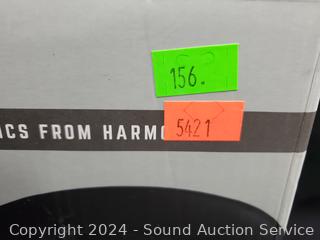 156.
5421
ICS FROM HARMO
Copyright 2024 - Sound Auction Service